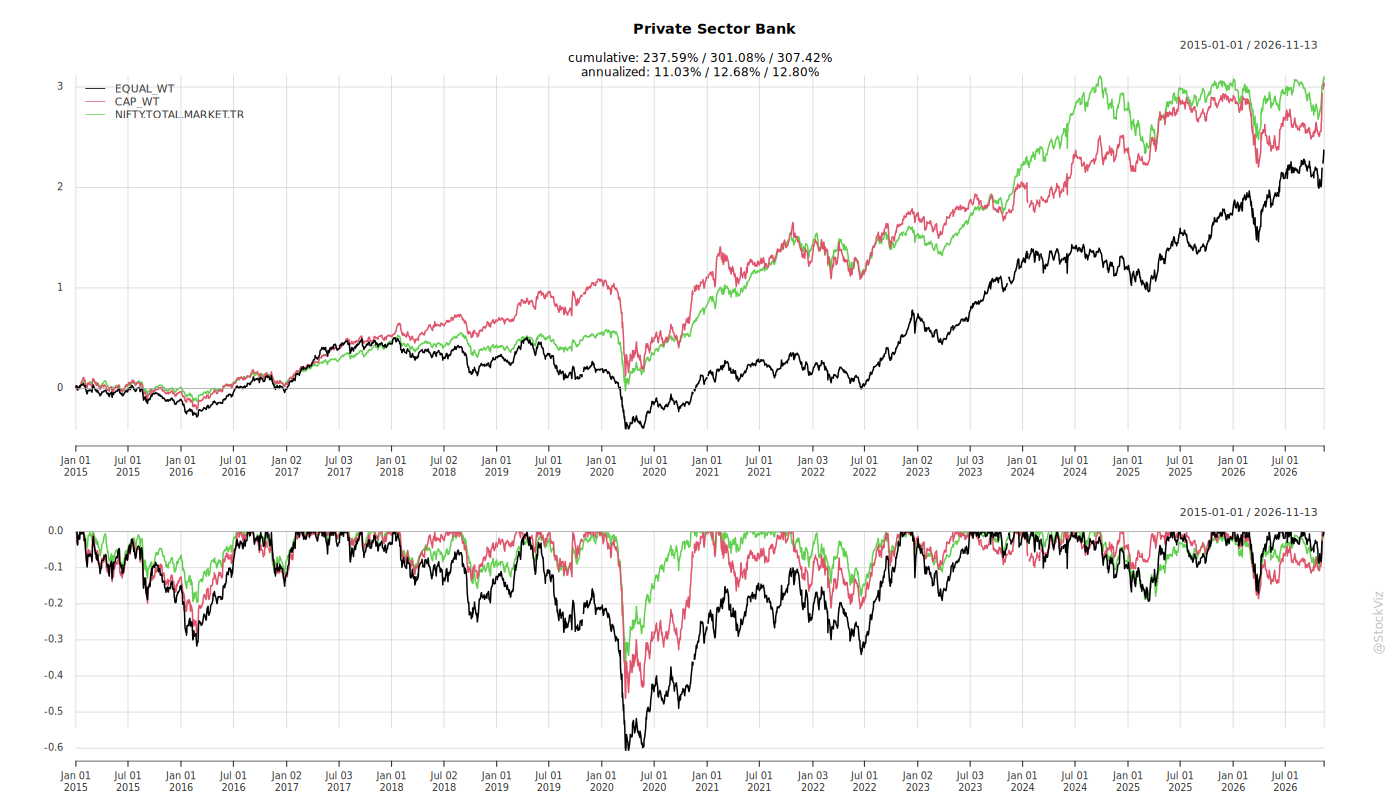 Private Sector Bank
2015-01-01 / 2026-11-13
cumulative: 237.59% / 301.08% / 307.42%
annualized: 11.03% / 12.68% / 12.80%
EQUAL_WT
CAP_WT
NIFTY.TOTAL.MARKET.TR
3
2
1
0
Jan 01 Jul 01 Jan 01 Jul 01 Jan 02 Jul 03 Jan 01 Jul 02 Jan 01 Jul 01 Jan 01 Jul 01 Jan 01 Jul 01 Jan 03 Jul 01 Jan 02 Jul 03 Jan 01 Jul 01 Jan 01 Jul 01 Jan 01 Jul 01
2015 2015 2016 2016 2017 2017 2018 2018 2019 2019 2020 2020 2021 2021 2022 2022 2023 2023 2024 2024 2025 2025 2026 2026
2015-01-01 / 2026-11-13
0.0
-0.1
-0.2
-0.3
-0.4
-0.5
-0.6
Jan 01 Jul 01 Jan 01 Jul 01 Jan 02 Jul 03 Jan 01 Jul 02 Jan 01 Jul 01 Jan 01 Jul 01 Jan 01 Jul 01 Jan 03 Jul 01 Jan 02 Jul 03 Jan 01 Jul 01 Jan 01 Jul 01 Jan 01 Jul 01
2015 2015 2016 2016 2017 2017 2018 2018 2019 2019 2020 2020 2021 2021 2022 2022 2023 2023 2024 2024 2025 2025 2026 2026
@StockViz